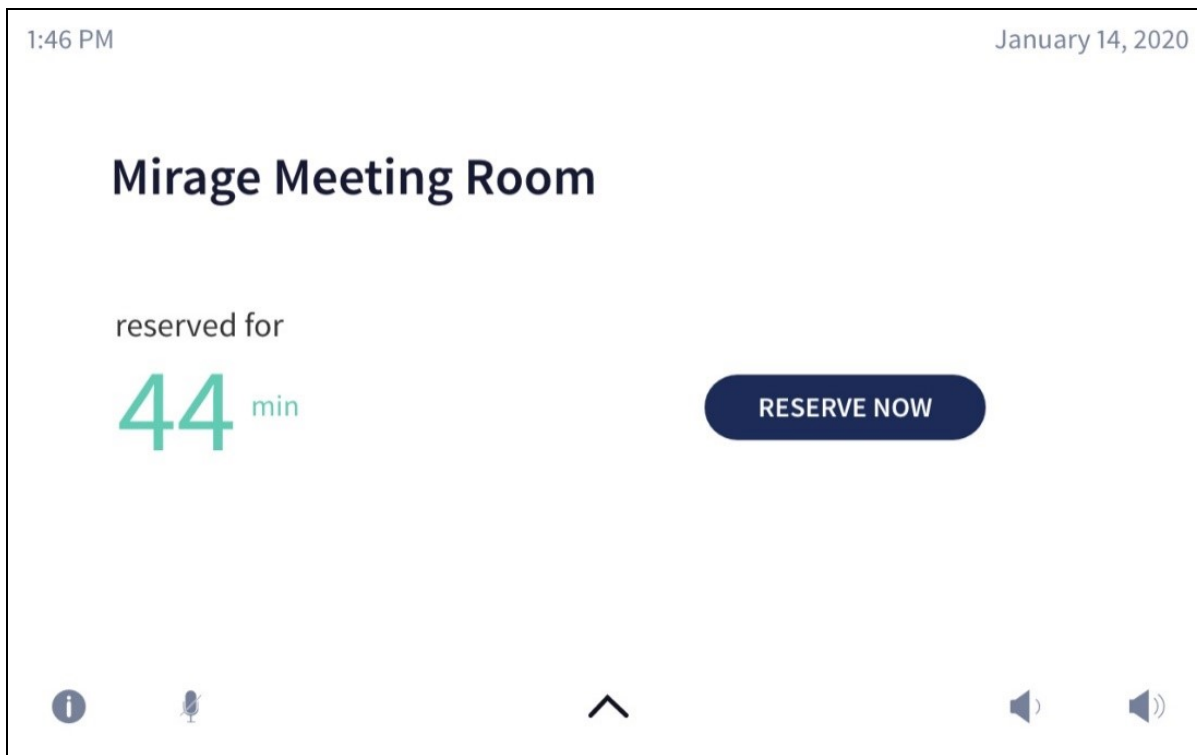 1:46 PM
January 14, 2020
Mirage Meeting Room
reserved for
44 min
RESERVE NOW